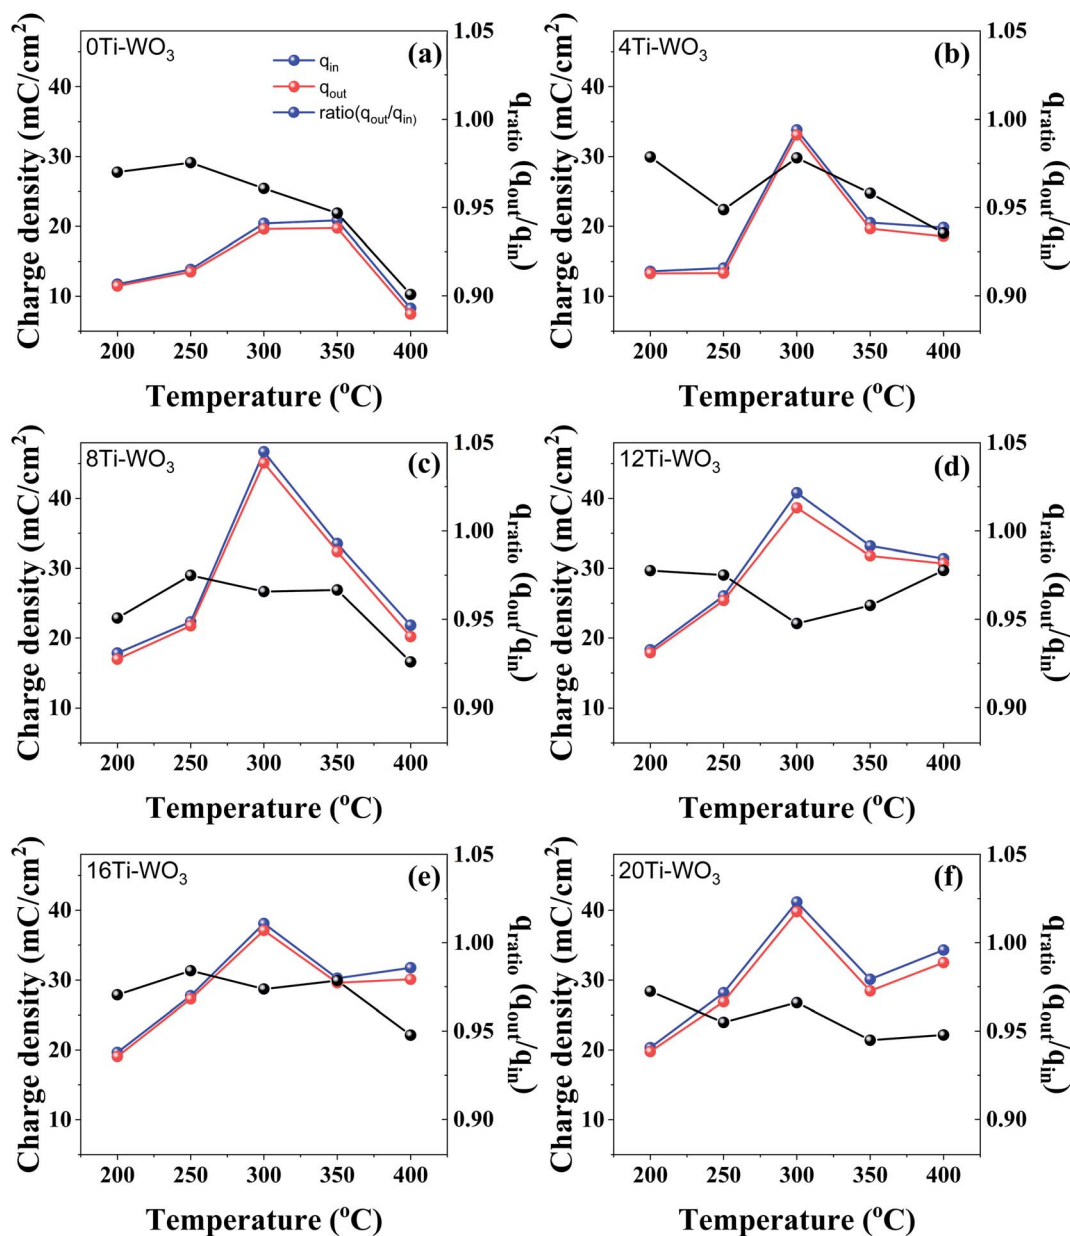 0Ti-WO3
(a)
qin
qout
ratio(qout/qin)
Charge density (mC/cm2)
40
30
20
10
1.05
1.00
0.95
0.90
qratio (qout/qin)
200 250 300 350 400
Temperature (oC)
4Ti-WO3
(b)
Charge density (mC/cm2)
40
30
20
10
1.05
1.00
0.95
0.90
qratio (qout/qin)
200 250 300 350 400
Temperature (oC)
8Ti-WO3
(c)
Charge density (mC/cm2)
40
30
20
10
1.05
1.00
0.95
0.90
qratio (qout/qin)
200 250 300 350 400
Temperature (oC)
12Ti-WO3
(d)
Charge density (mC/cm2)
40
30
20
10
1.05
1.00
0.95
0.90
qratio (qout/qin)
200 250 300 350 400
Temperature (oC)
16Ti-WO3
(e)
Charge density (mC/cm2)
40
30
20
10
1.05
1.00
0.95
0.90
qratio (qout/qin)
200 250 300 350 400
Temperature (oC)
20Ti-WO3
(f)
Charge density (mC/cm2)
40
30
20
10
1.05
1.00
0.95
0.90
qratio (qout/qin)
200 250 300 350 400
Temperature (oC)